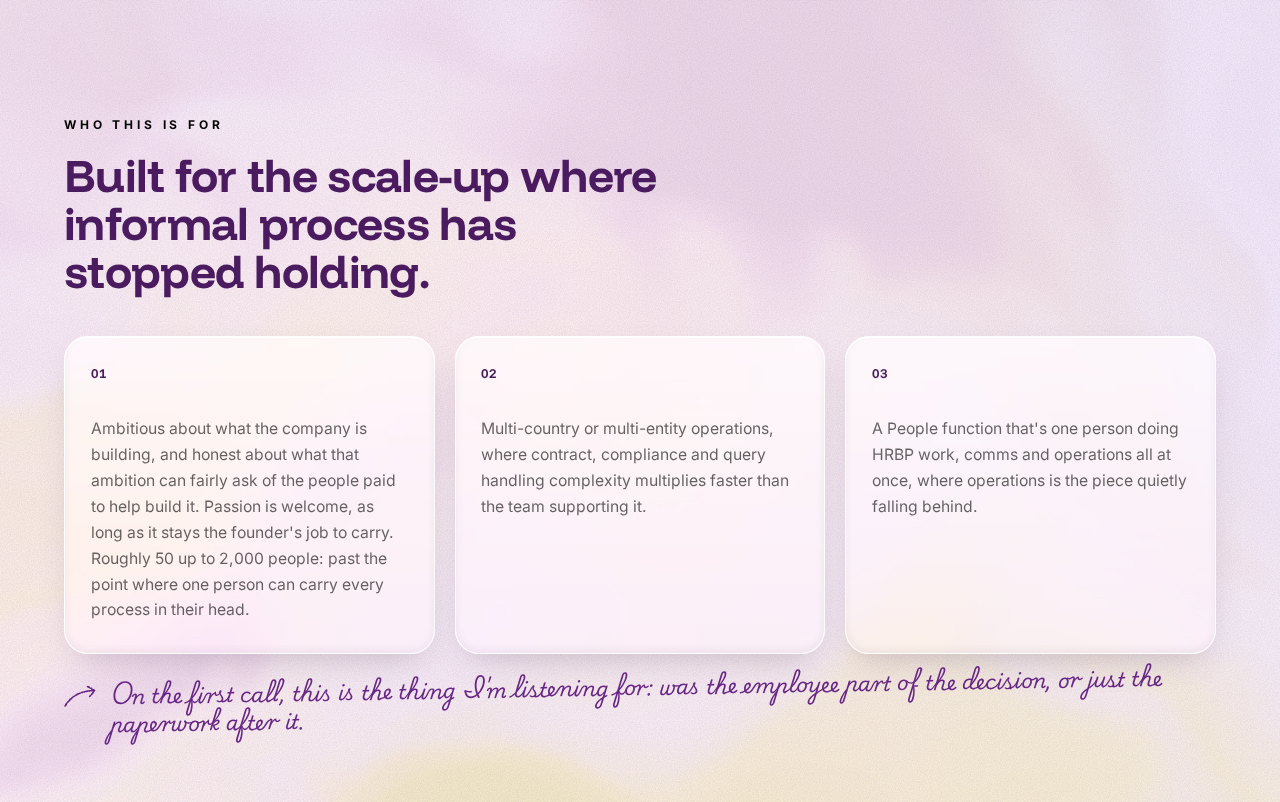 WHO THIS IS FOR
Built for the scale-up where
informal process has
stopped holding.
01
Ambitious about what the company is
building, and honest about what that
ambition can fairly ask of the people paid
to help build it. Passion is welcome, as
long as it stays the founder's job to carry.
Roughly 50 up to 2,000 people: past the
point where one person can carry every
process in their head.
02
Multi-country or multi-entity operations,
where contract, compliance and query
handling complexity multiplies faster than
the team supporting it.
03
A People function that's one person doing
HRBP work, comms and operations all at
once, where operations is the piece quietly
falling behind.
On the first call, this is the thing I'm listening for: was the employee part of the decision, or just the
paperwork after it.